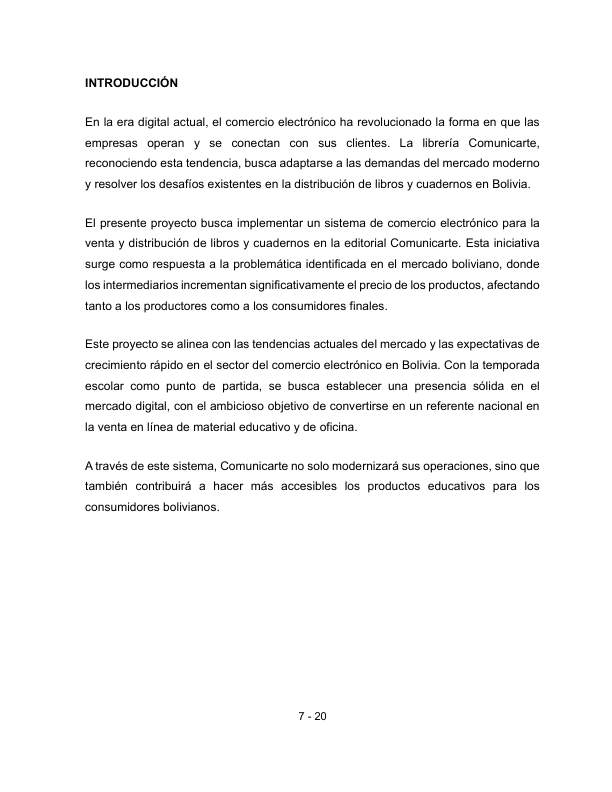 INTRODUCCIÓN
En la era digital actual, el comercio electrónico ha revolucionado la forma en que las
empresas operan y se conectan con sus clientes. La librería Comunicarte,
reconociendo esta tendencia, busca adaptarse a las demandas del mercado moderno
y resolver los desafíos existentes en la distribución de libros y cuadernos en Bolivia.
El presente proyecto busca implementar un sistema de comercio electrónico para la
venta y distribución de libros y cuadernos en la editorial Comunicarte. Esta iniciativa
surge como respuesta a la problemática identificada en el mercado boliviano, donde
los intermediarios incrementan significativamente el precio de los productos, afectando
tanto a los productores como a los consumidores finales.
Este proyecto se alinea con las tendencias actuales del mercado y las expectativas de
crecimiento rápido en el sector del comercio electrónico en Bolivia. Con la temporada
escolar como punto de partida, se busca establecer una presencia sólida en el
mercado digital, con el ambicioso objetivo de convertirse en un referente nacional en
la venta en línea de material educativo y de oficina.
A través de este sistema, Comunicarte no solo modernizará sus operaciones, sino que
también contribuirá a hacer más accesibles los productos educativos para los
consumidores bolivianos.
7 - 20